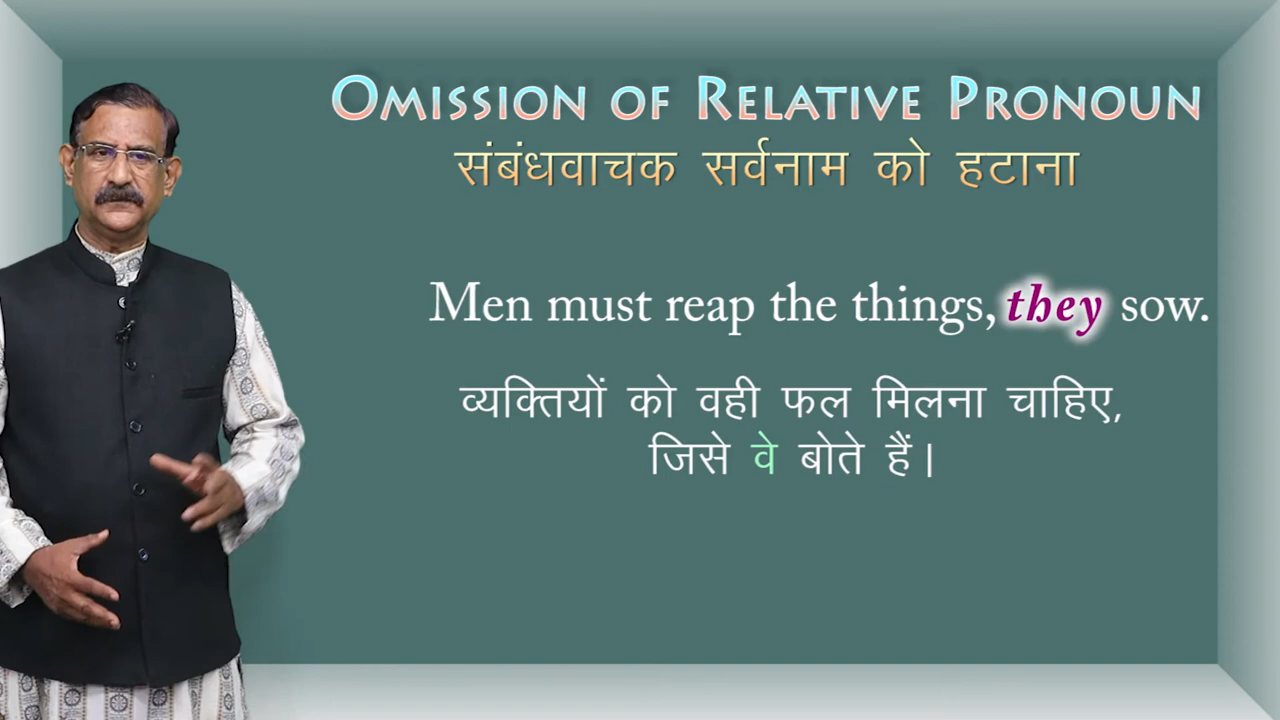 OMISSION OF RELATIVE PRONOUN
संबंधवाचक सर्वनाम को हटाना
Men must reap the things, they sow.
व्यक्तियों को वही फल मिलना चाहिए,
जिसे वे बोते हैं।